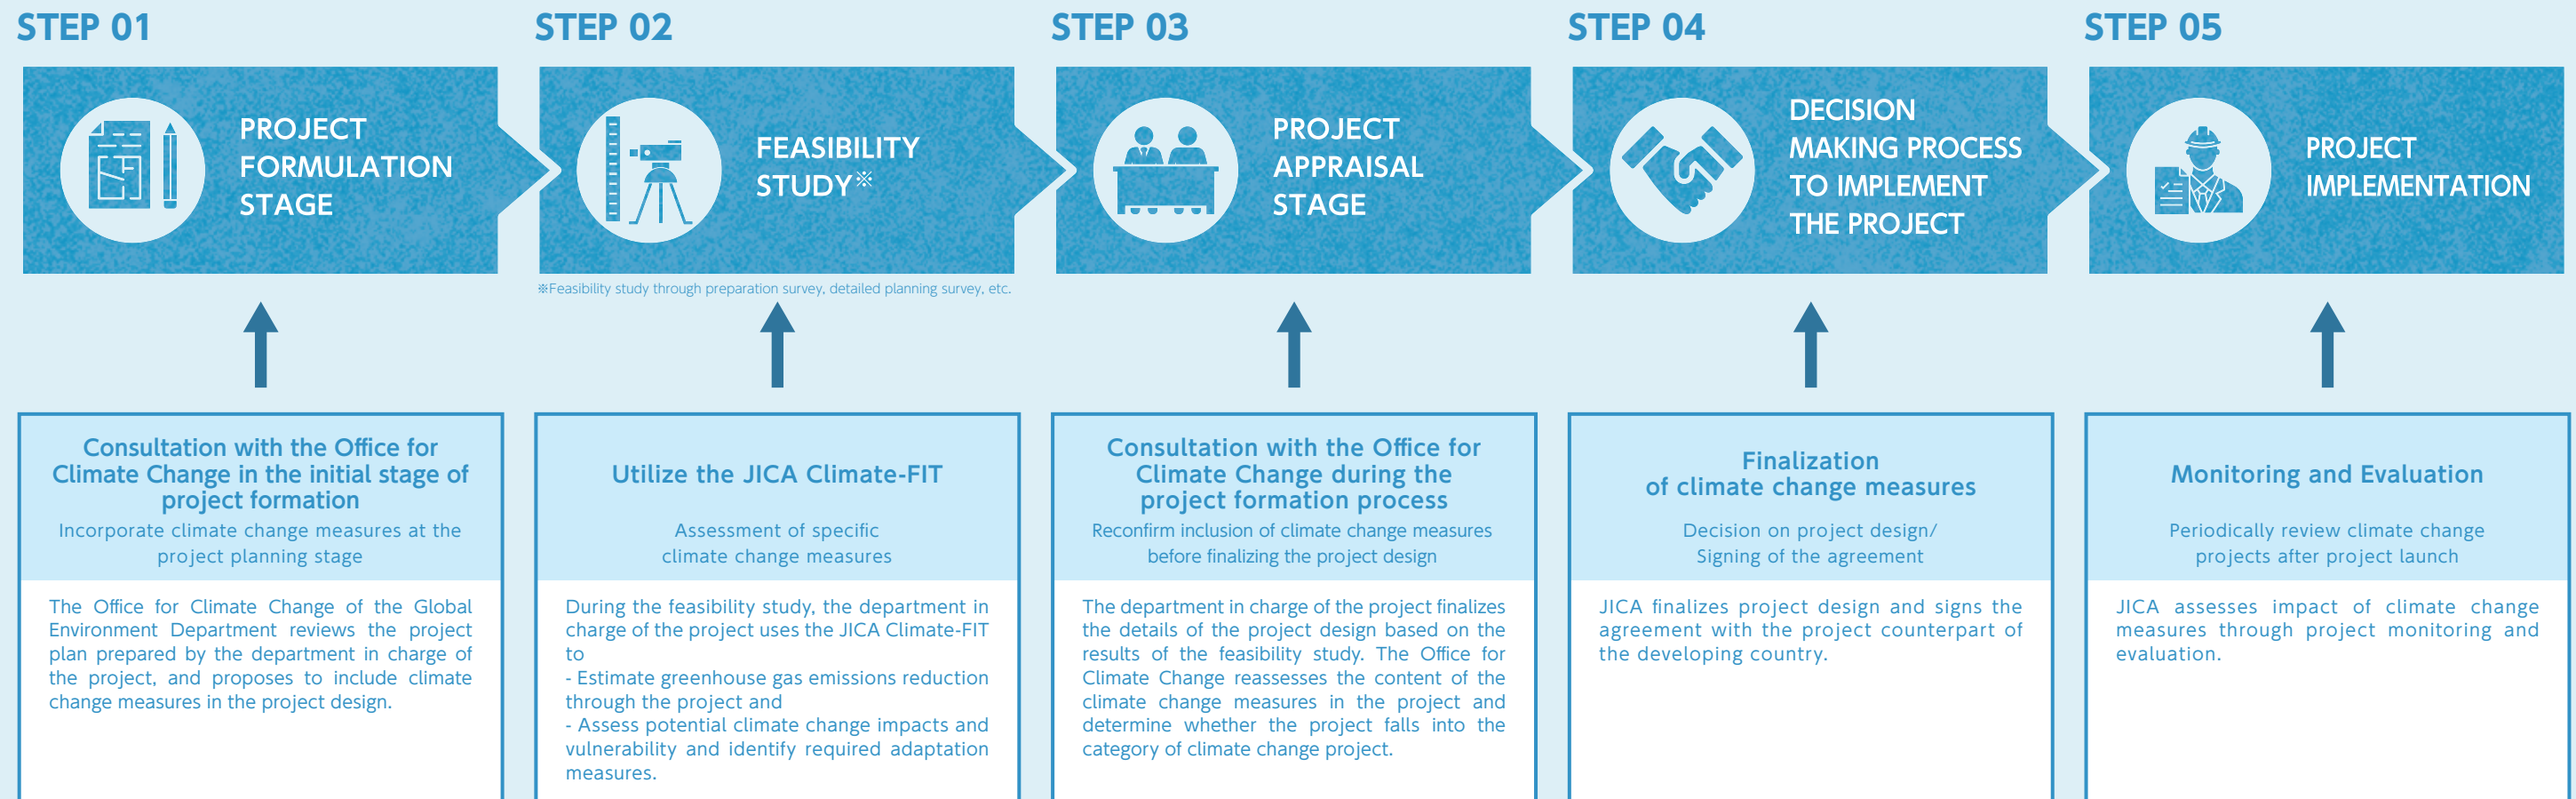 STEP 01
PROJECT
FORMULATION
STAGE
Consultation with the Office for
Climate Change in the initial stage of
project formation
Incorporate climate change measures at the
project planning stage
The Office for Climate Change of the Global
Environment Department reviews the project
plan prepared by the department in charge of
the project, and proposes to include climate
change measures in the project design.
STEP 02
FEASIBILITY
STUDY※
※Feasibility study through preparation survey, detailed planning survey, etc.
Utilize the JICA Climate-FIT
Assessment of specific
climate change measures
During the feasibility study, the department in
charge of the project uses the JICA Climate-FIT
to
- Estimate greenhouse gas emissions reduction
through the project and
- Assess potential climate change impacts and
vulnerability and identify required adaptation
measures.
STEP 03
PROJECT
APPRAISAL
STAGE
Consultation with the Office for
Climate Change during the
project formation process
Reconfirm inclusion of climate change measures
before finalizing the project design
The department in charge of the project finalizes
the details of the project design based on the
results of the feasibility study. The Office for
Climate Change reassesses the content of the
climate change measures in the project and
determine whether the project falls into the
category of climate change project.
STEP 04
DECISION
MAKING PROCESS
TO IMPLEMENT
THE PROJECT
Finalization
of climate change measures
Decision on project design/
Signing of the agreement
JICA finalizes project design and signs the
agreement with the project counterpart of
the developing country.
STEP 05
PROJECT
IMPLEMENTATION
Monitoring and Evaluation
Periodically review climate change
projects after project launch
JICA assesses impact of climate change
measures through project monitoring and
evaluation.